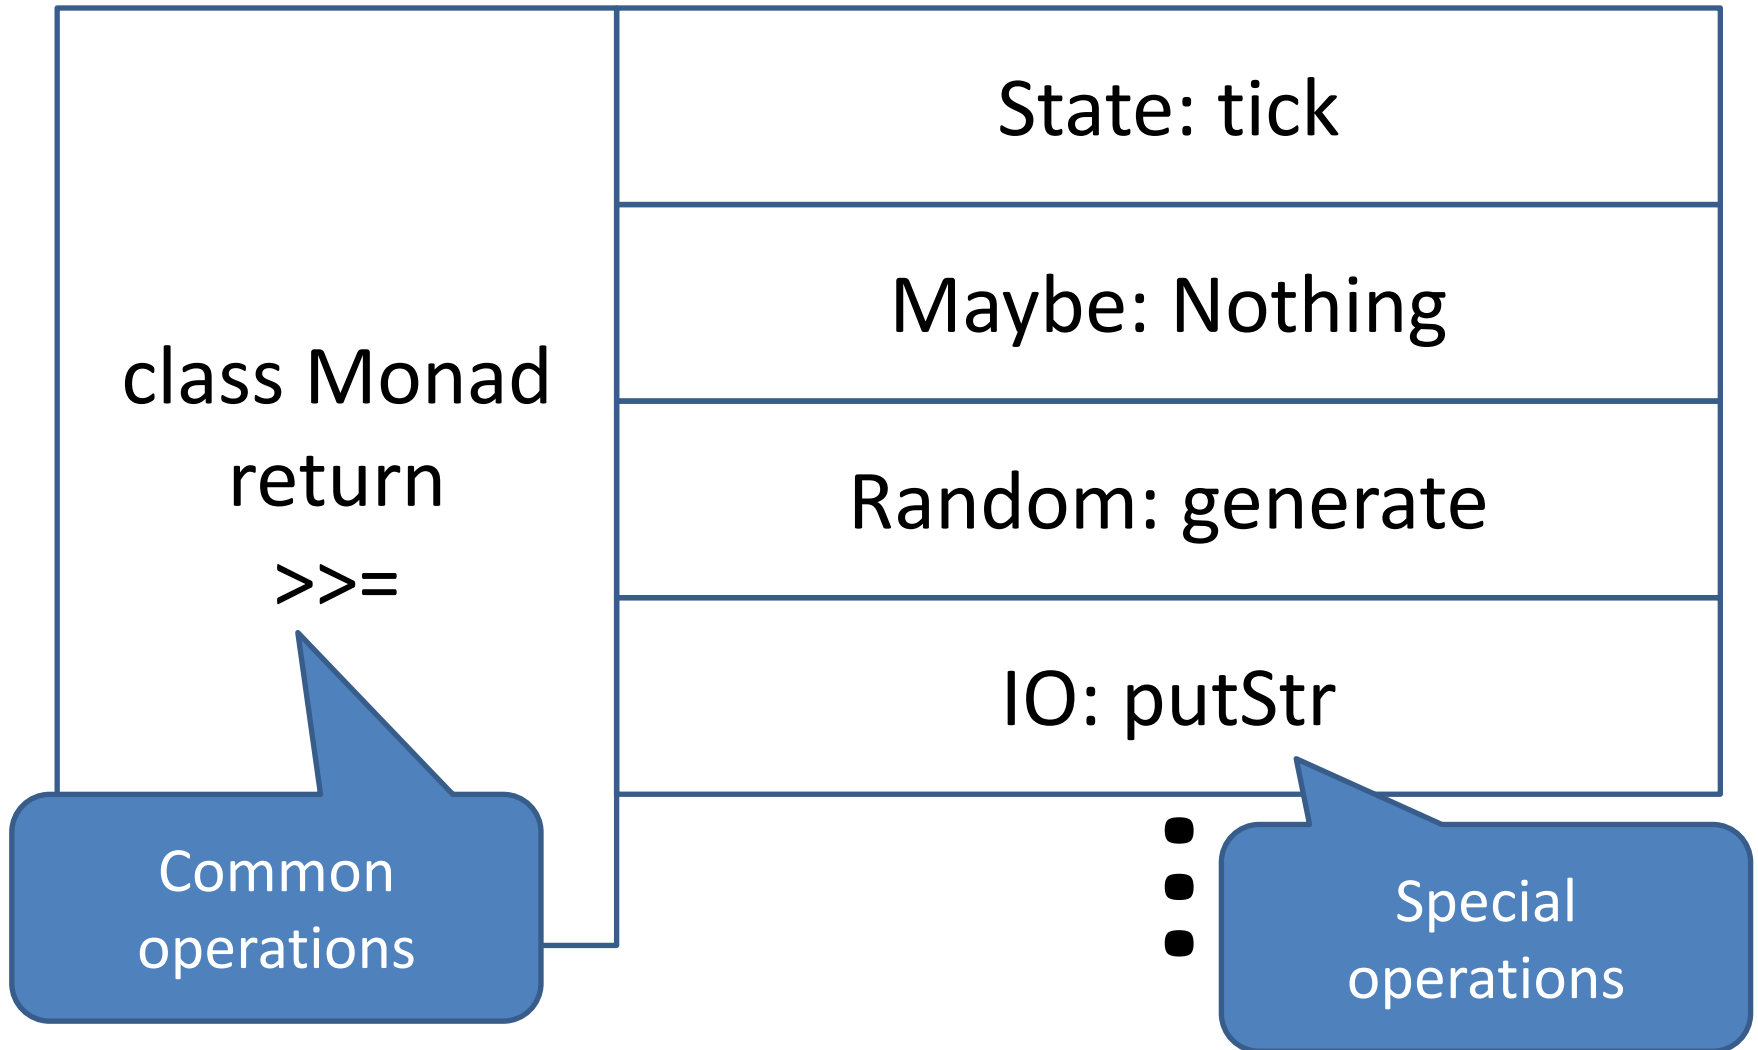 class Monad
return
>>=
State: tick
Maybe: Nothing
Random: generate
IO: putStr
Common
operations
Special
operations